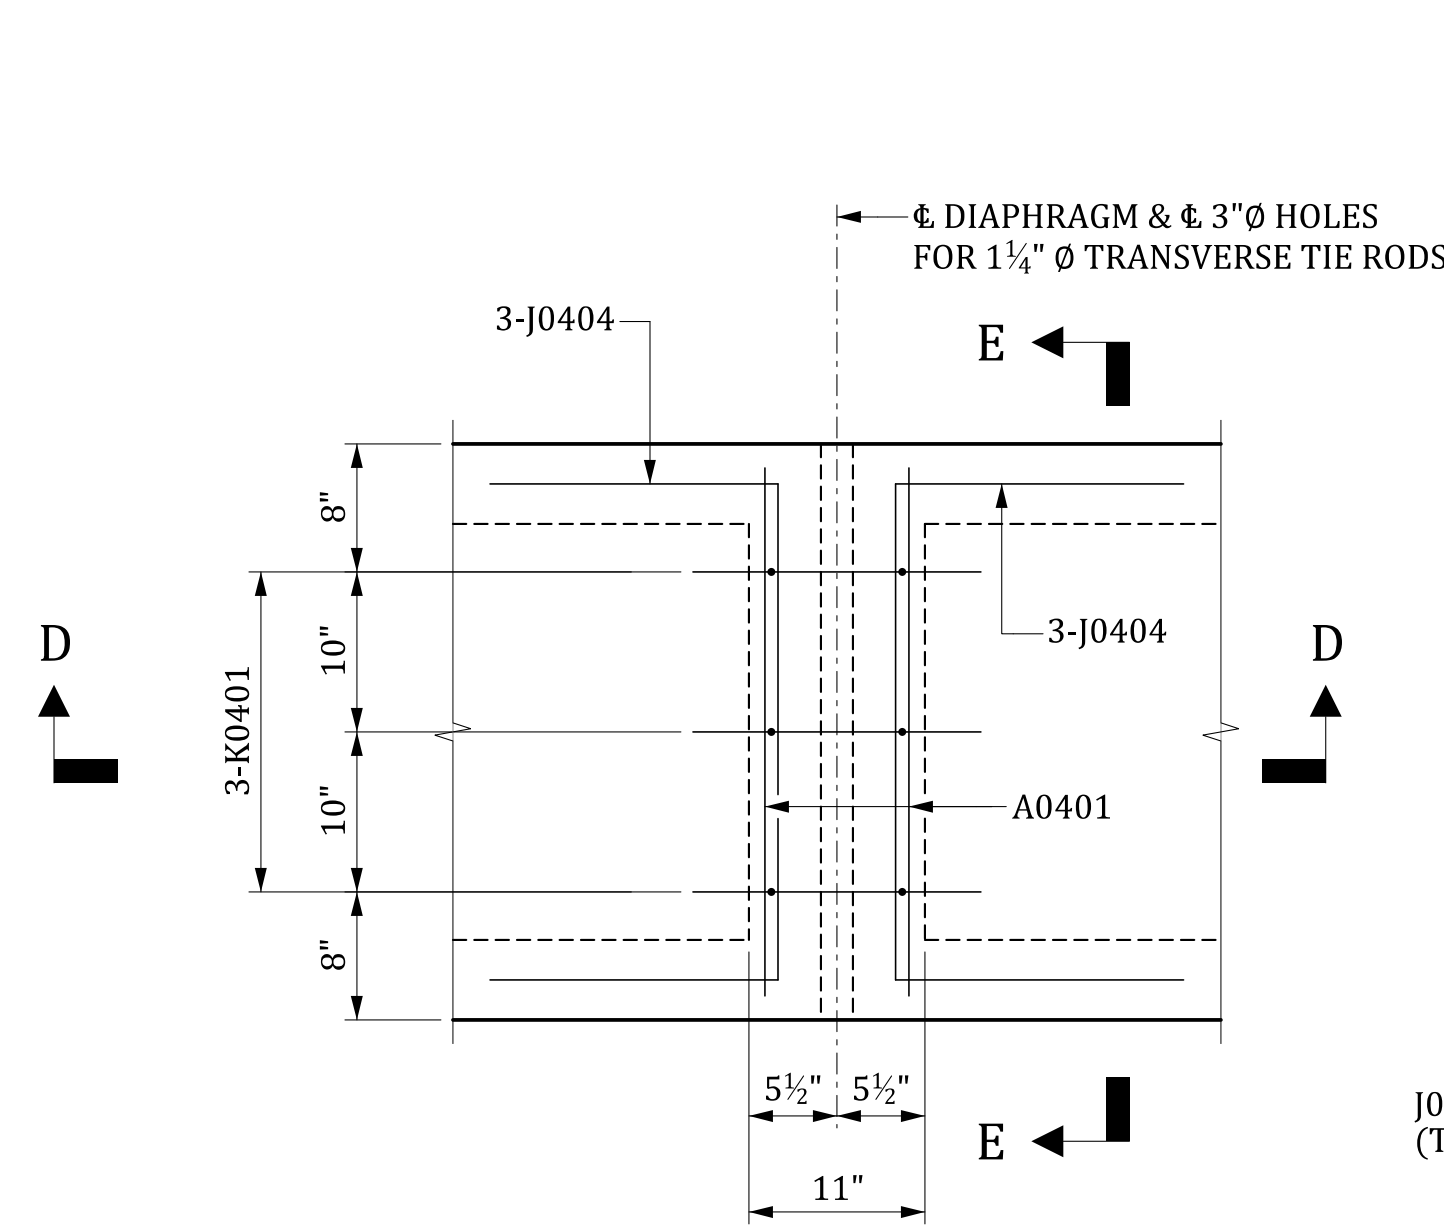 ℄ DIAPHRAGM & ℄ 3"Ø HOLES
FOR 1¼" Ø TRANSVERSE TIE RODS
3-J0404
E
8"
10"
3-J0404
D
D
3-K0401
10"
A0401
8"
5½"
5½"
E
11"
J0
(T